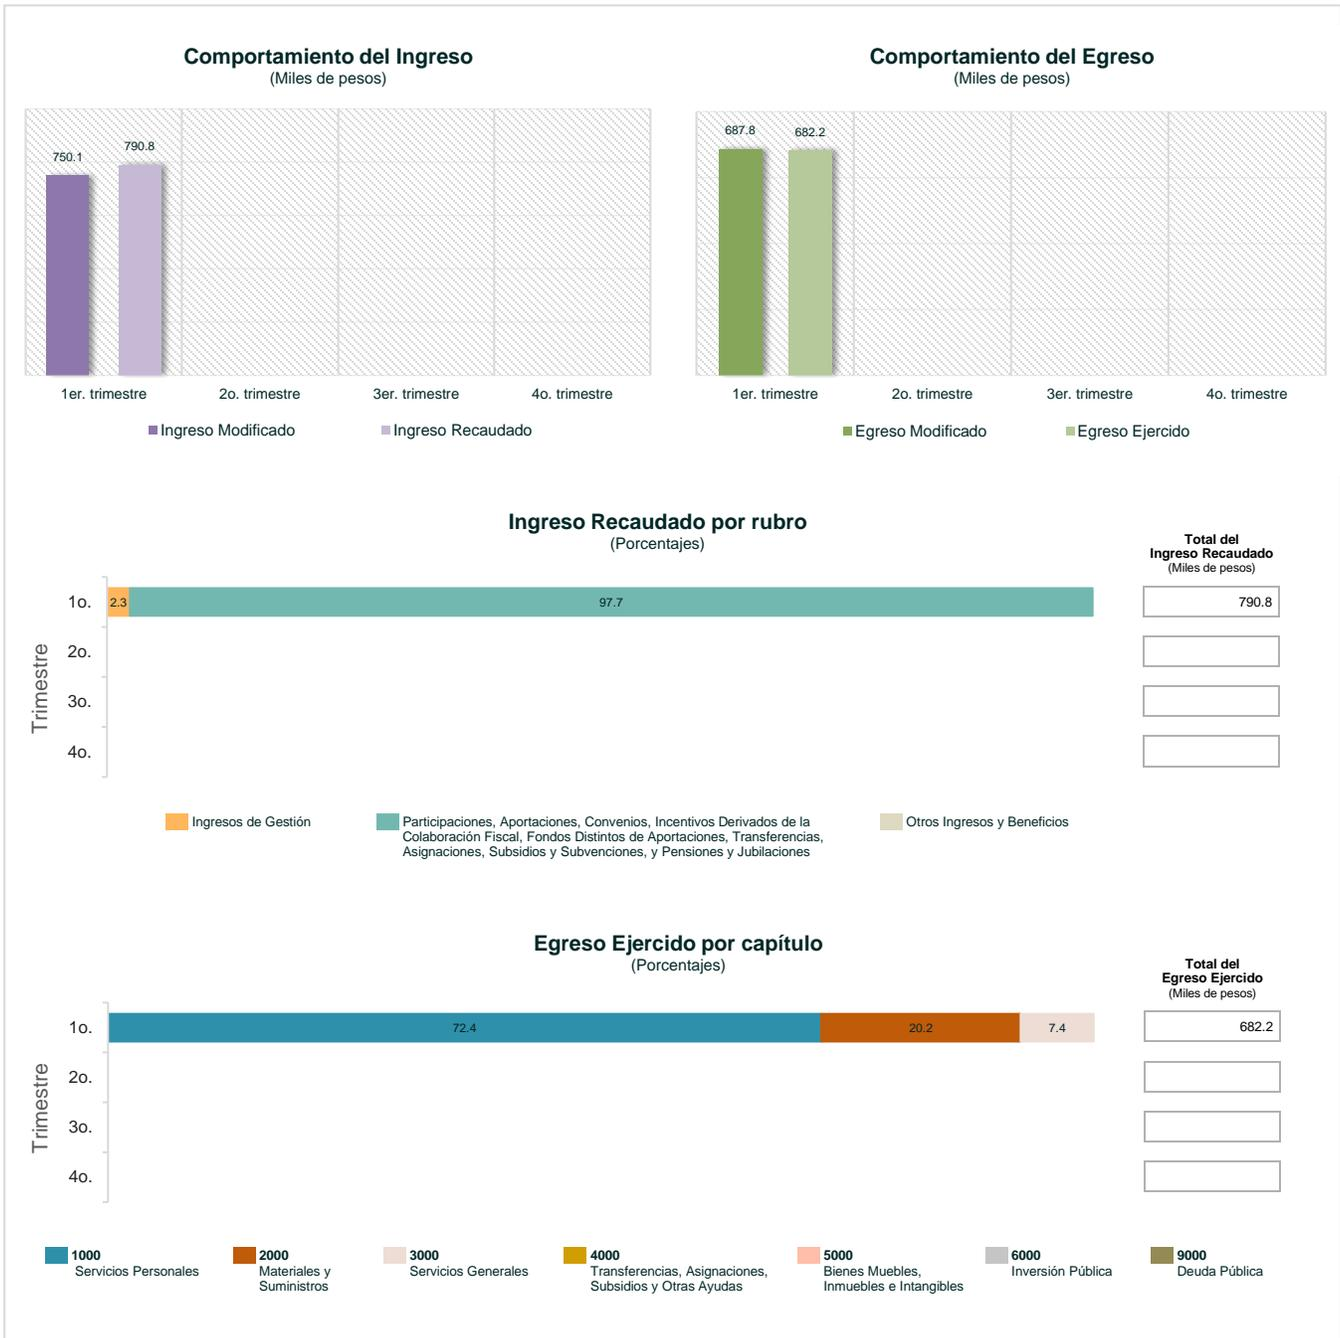 Comportamiento del Ingreso
(Miles de pesos)
750.1
790.8
1er. trimestre
2o. trimestre
3er. trimestre
4o. trimestre
Ingreso Modificado
Ingreso Recaudado
Comportamiento del Egreso
(Miles de pesos)
687.8
682.2
1er. trimestre
2o. trimestre
3er. trimestre
4o. trimestre
Egreso Modificado
Egreso Ejercido
Ingreso Recaudado por rubro
(Porcentajes)
Total del
Ingreso Recaudado
(Miles de pesos)
Trimestre
1o.
2.3
97.7
790.8
2o.
3o.
4o.
Ingresos de Gestión
Participaciones, Aportaciones, Convenios, Incentivos Derivados de la
Colaboración Fiscal, Fondos Distintos de Aportaciones, Transferencias,
Asignaciones, Subsidios y Subvenciones, y Pensiones y Jubilaciones
Otros Ingresos y Beneficios
Egreso Ejercido por capítulo
(Porcentajes)
Total del
Egreso Ejercido
(Miles de pesos)
Trimestre
1o.
72.4
20.2
7.4
682.2
2o.
3o.
4o.
1000
Servicios Personales
2000
Materiales y
Suministros
3000
Servicios Generales
4000
Transferencias, Asignaciones,
Subsidios y Otras Ayudas
5000
Bienes Muebles,
Inmuebles e Intangibles
6000
Inversión Pública
9000
Deuda Pública